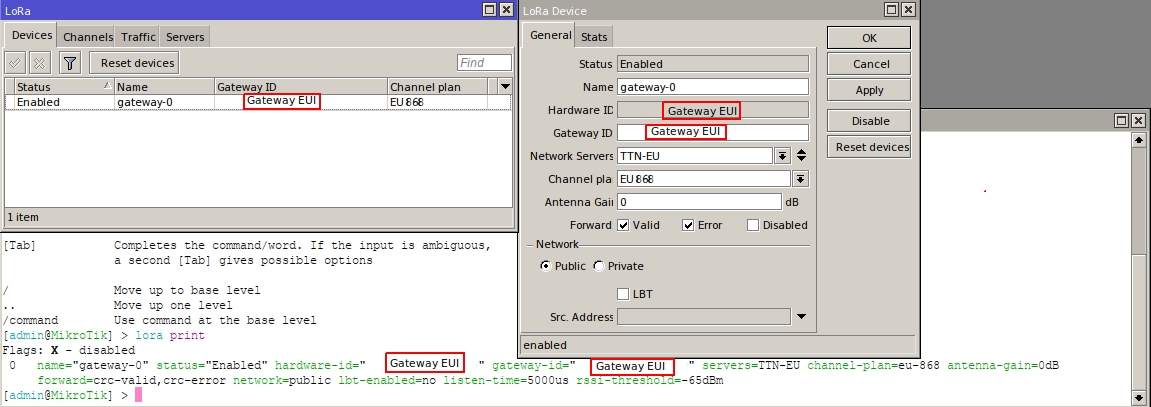 LoRa
Devices Channels Traffic Servers
Reset devices Find
Status Name Gateway ID Channel plan
Enabled gateway-0 Gateway EUI EU 868
1 item
LoRa Device
General Stats
Status Enabled
Name gateway-0
Hardware ID Gateway EUI
Gateway ID Gateway EUI
Network Servers TTN-EU
Channel pla EU 868
Antenna Gai 0 dB
Forward Valid Error Disabled
Network
Public Private
LBT
Src. Address
enabled
OK
Cancel
Apply
Disable
Reset devices
[Tab] Completes the command/word. If the input is ambiguous,
a second [Tab] gives possible options
/ Move up to base level
.. Move up one level
/command Use command at the base level
[admin@MikroTik] > lora print
Flags: X - disabled
0 name="gateway-0" status="Enabled" hardware-id=" Gateway EUI " gateway-id=" Gateway EUI " servers=TTN-EU channel-plan=eu-868 antenna-gain=0dB
forward=crc-valid,crc-error network=public lbt-enabled=no listen-time=5000us rssi-threshold=-65dBm
[admin@MikroTik] >